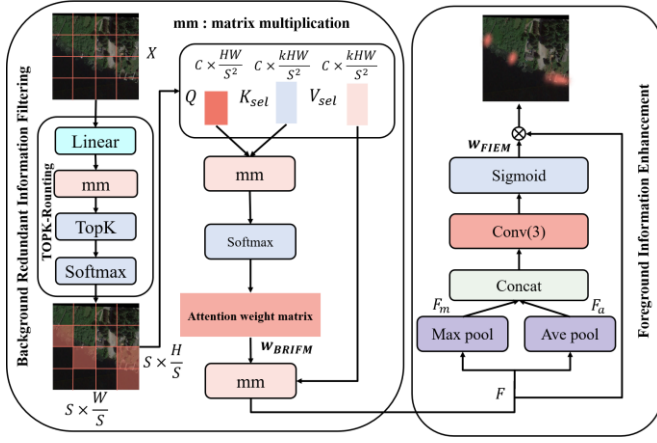 mm : matrix multiplication
Background Redundant Information Filtering
X
TOPK-Rounting
Linear
mm
TopK
Softmax
S × H/S
S × W/S
C × HW/S²
C × kHW/S²
C × kHW/S²
Q
K_sel
V_sel
mm
Softmax
Attention weight matrix
w_BRIFM
mm
Foreground Information Enhancement
w_FIEM
⊗
Sigmoid
Conv(3)
Concat
F_m
F_a
Max pool
Ave pool
F